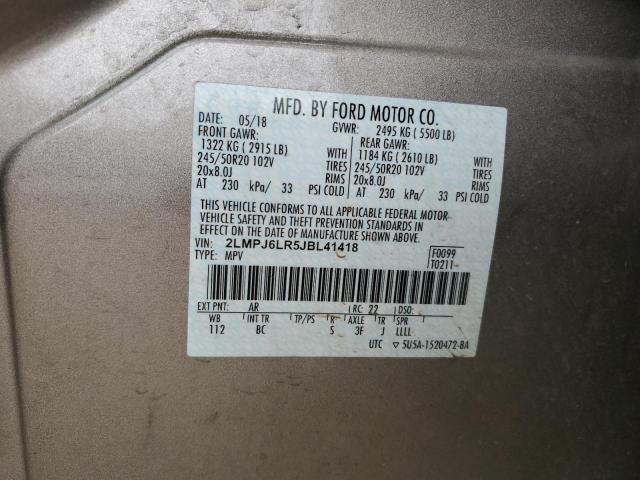 MFD. BY FORD MOTOR CO.
DATE: 05/18 GVWR: 2495 KG ( 5500 LB)
FRONT GAWR: REAR GAWR:
1322 KG ( 2915 LB) WITH 1184 KG ( 2610 LB) WITH
245/50R20 102V TIRES 245/50R20 102V TIRES
20x8.0J RIMS 20x8.0J RIMS
AT 230 kPa/ 33 PSI COLD AT 230 kPa/ 33 PSI COLD
THIS VEHICLE CONFORMS TO ALL APPLICABLE FEDERAL MOTOR
VEHICLE SAFETY AND THEFT PREVENTION STANDARDS IN
EFFECT ON THE DATE OF MANUFACTURE SHOWN ABOVE.
VIN: 2LMPJ6LR5JBL41418 F0099
TYPE: MPV T0211
EXT PNT: AR RC: 22 DSO:
WB INT TR TP/PS R AXLE TR SPR
112 BC S 3F J LLLL
UTC ▽ 5U5A-1520472-BA